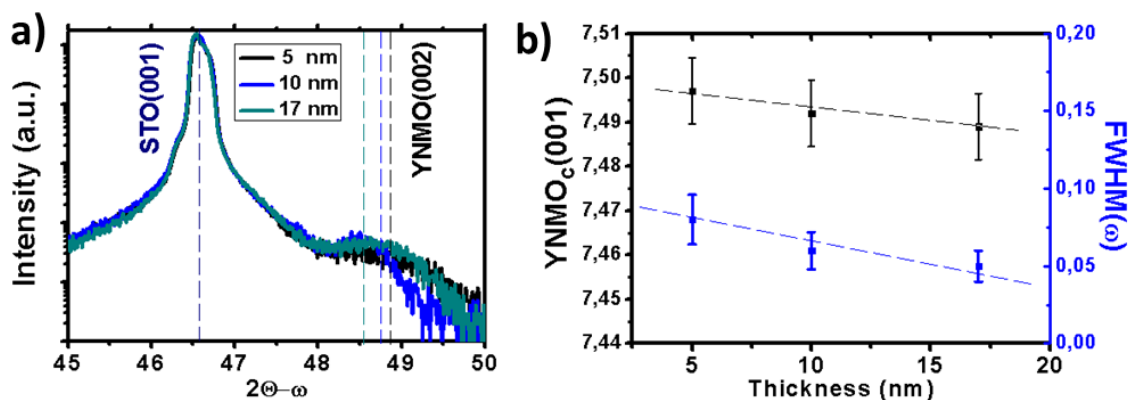 a)
STO(001)
5 nm
10 nm
17 nm
YNMO(002)
Intensity (a.u.)
45 46 47 48 49 50
2Θ-ω
b)
7,51
7,50
7,49
7,48
7,47
7,46
7,45
7,44
YNMOc(001)
0,20
0,15
0,10
0,05
0,00
FWHM(ω)
0 5 10 15 20
Thickness (nm)